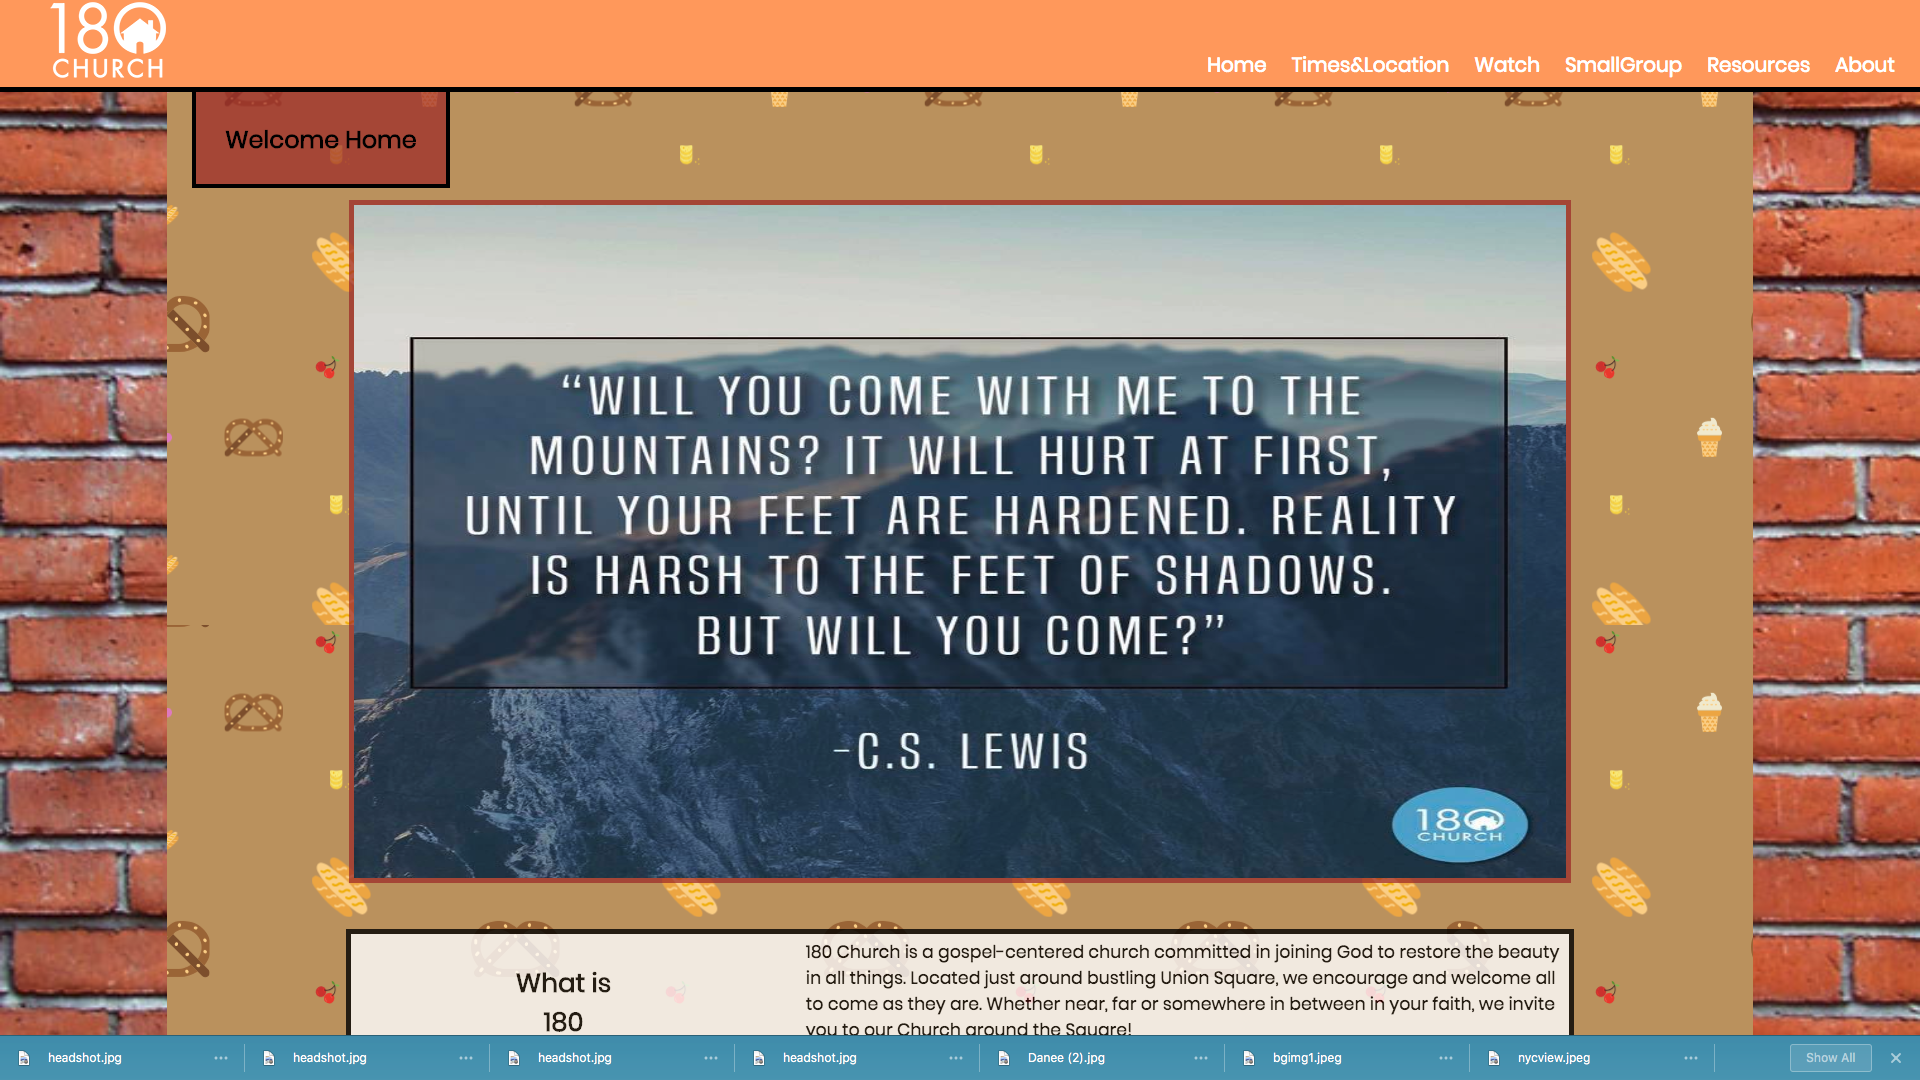 180
CHURCH
Home Times&Location Watch SmallGroup Resources About
Welcome Home
“WILL YOU COME WITH ME TO THE
MOUNTAINS? IT WILL HURT AT FIRST,
UNTIL YOUR FEET ARE HARDENED. REALITY
IS HARSH TO THE FEET OF SHADOWS.
BUT WILL YOU COME?”
-C.S. LEWIS
180
CHURCH
What is
180
180 Church is a gospel-centered church committed in joining God to restore the beauty
in all things. Located just around bustling Union Square, we encourage and welcome all
to come as they are. Whether near, far or somewhere in between in your faith, we invite
you to our Church around the Square!
headshot.jpg headshot.jpg headshot.jpg headshot.jpg Danee (2).jpg bgimg1.jpeg nycview.jpeg Show All